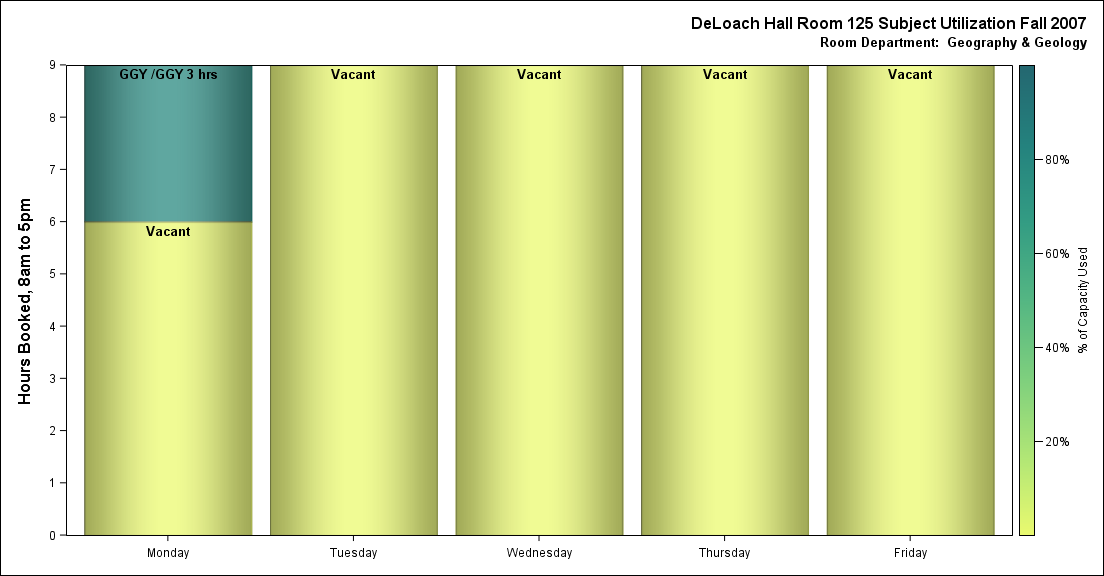 DeLoach Hall Room 125 Subject Utilization Fall 2007
Room Department:  Geography & Geology
Hours Booked, 8am to 5pm
9
8
7
6
5
4
3
2
1
0
GGY /GGY 3 hrs
Vacant
Vacant
Vacant
Vacant
Vacant
Monday
Tuesday
Wednesday
Thursday
Friday
80%
60%
40%
20%
% of Capacity Used